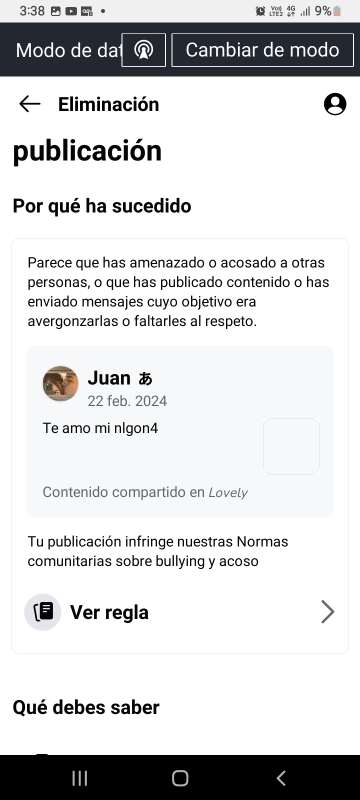 3:38 9%
Modo de dat Cambiar de modo
Eliminación
publicación
Por qué ha sucedido
Parece que has amenazado o acosado a otras
personas, o que has publicado contenido o has
enviado mensajes cuyo objetivo era
avergonzarlas o faltarles al respeto.
Juan あ
22 feb. 2024
Te amo mi nlgon4
Contenido compartido en Lovely
Tu publicación infringe nuestras Normas
comunitarias sobre bullying y acoso
Ver regla
Qué debes saber